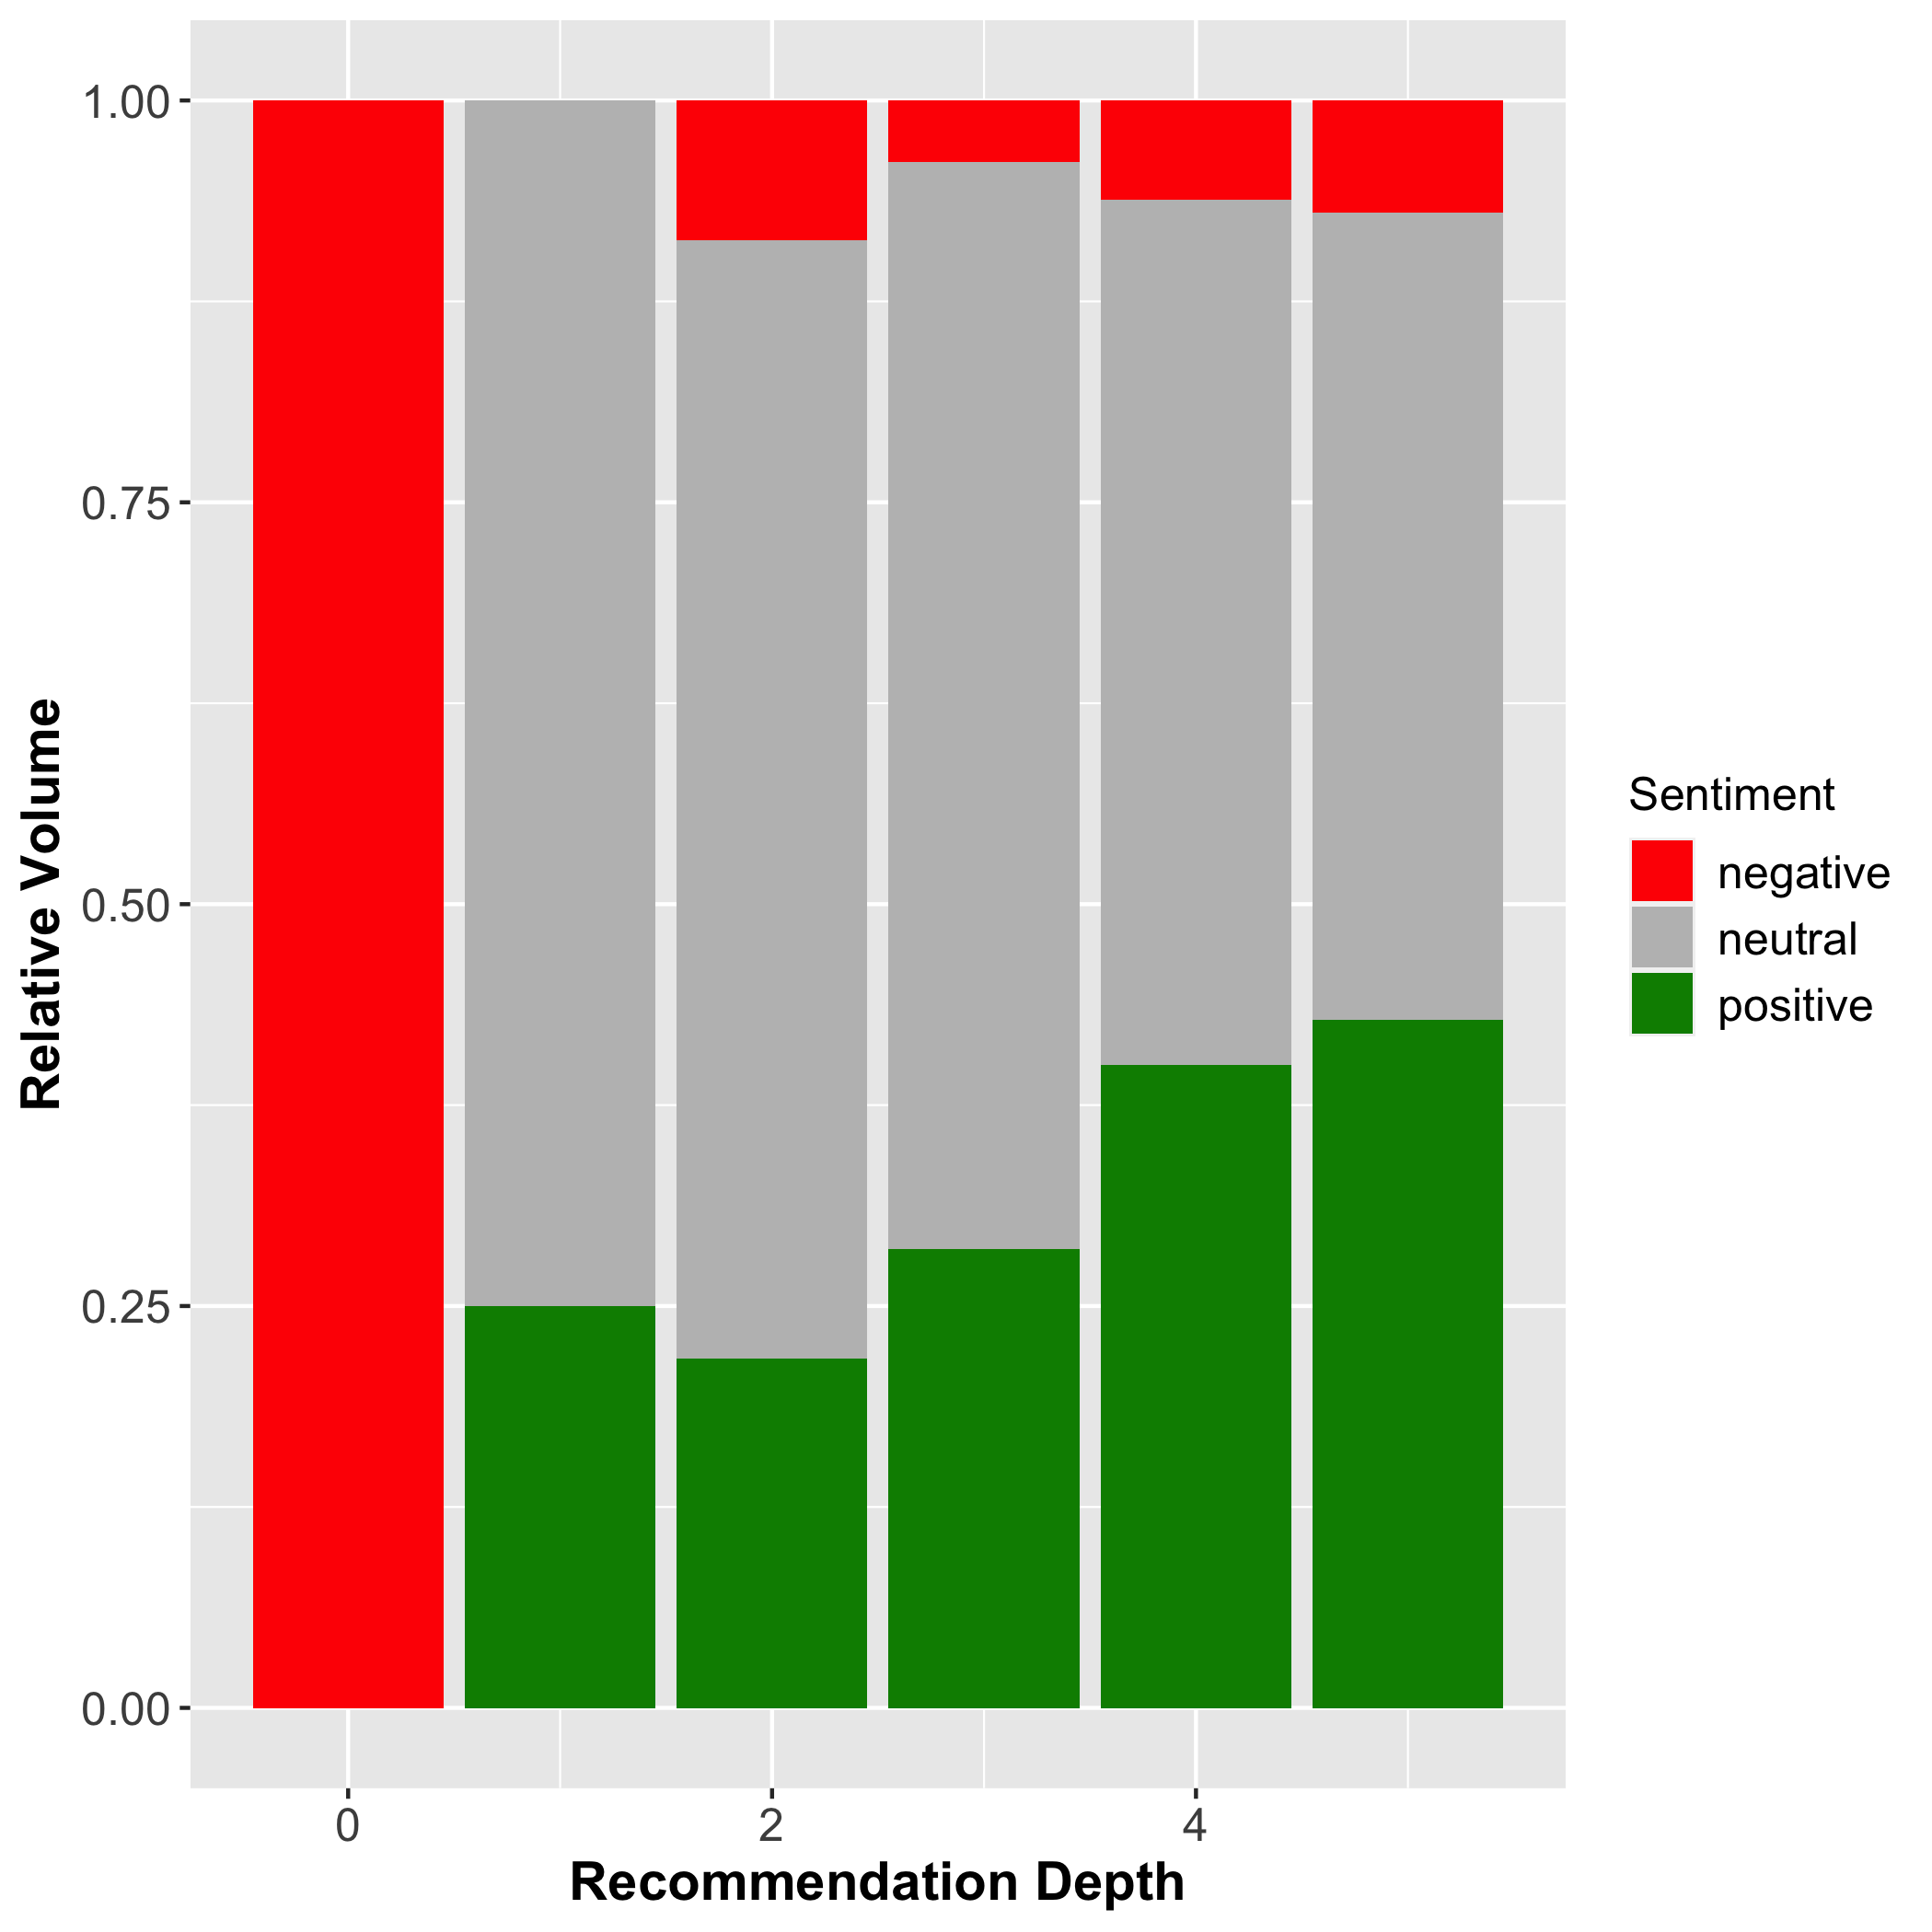 1.00
0.75
0.50
0.25
0.00
Relative Volume
0
2
4
Recommendation Depth
Sentiment
negative
neutral
positive